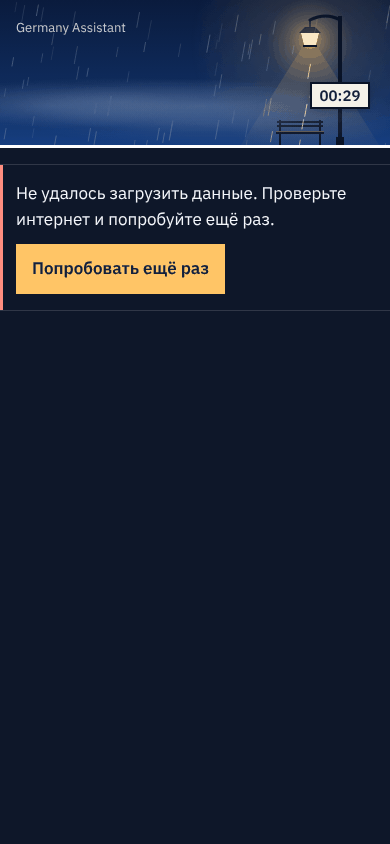 Germany Assistant
00:29
Не удалось загрузить данные. Проверьте
интернет и попробуйте ещё раз.
Попробовать ещё раз